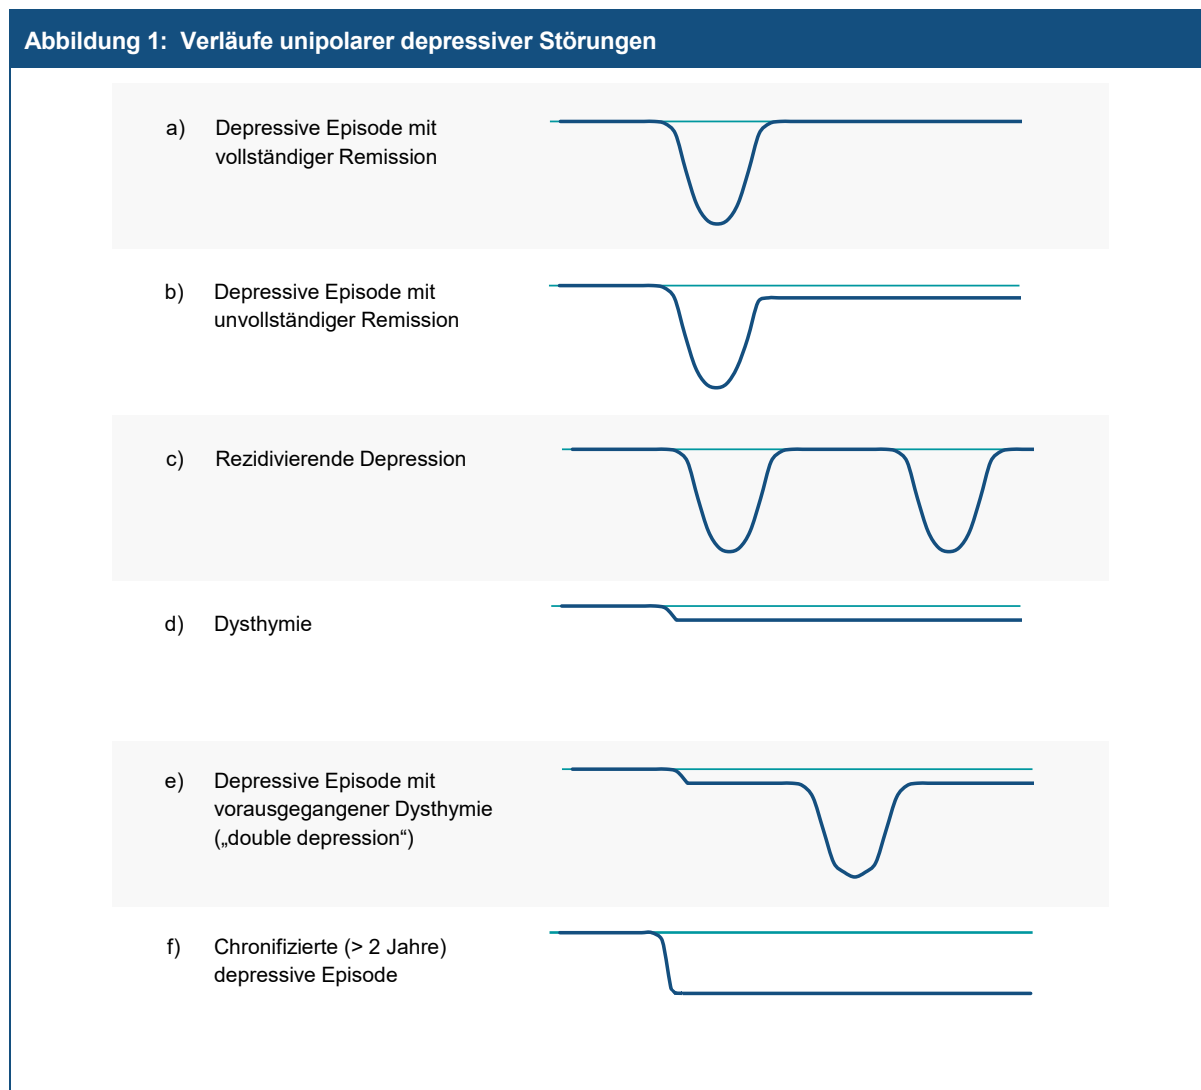 Abbildung 1: Verläufe unipolarer depressiver Störungen
a) Depressive Episode mit
vollständiger Remission
b) Depressive Episode mit
unvollständiger Remission
c) Rezidivierende Depression
d) Dysthymie
e) Depressive Episode mit
vorausgegangener Dysthymie
(„double depression“)
f) Chronifizierte (> 2 Jahre)
depressive Episode